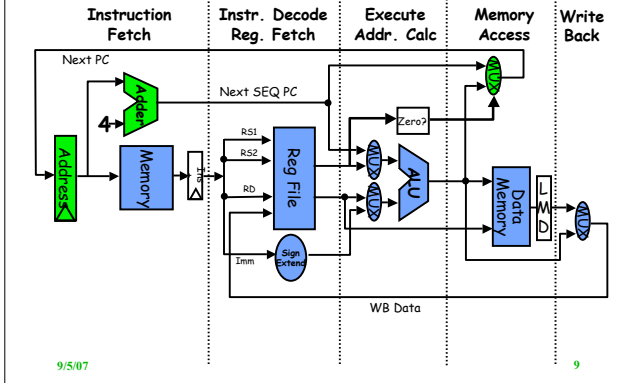 Instruction Fetch
Instr. Decode Reg. Fetch
Execute Addr. Calc
Memory Access
Write Back
Next PC
Next SEQ PC
Adder
4
Address
Memory
Ins
RS1
RS2
RD
Imm
Reg File
Sign Extend
MUX
MUX
Zero?
ALU
MUX
Data Memory
L M D
MUX
WB Data
9/5/07
9